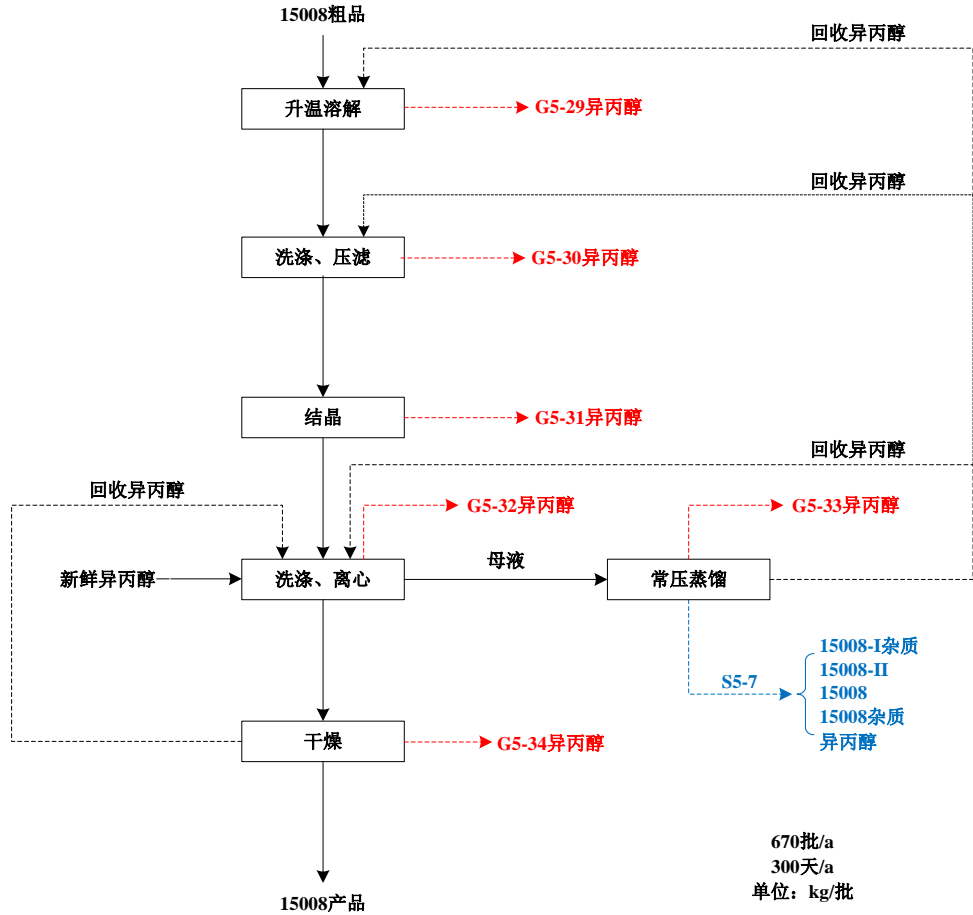 15008粗品
回收异丙醇
升温溶解
G5-29异丙醇
回收异丙醇
洗涤、压滤
G5-30异丙醇
结晶
G5-31异丙醇
回收异丙醇
回收异丙醇
G5-32异丙醇
G5-33异丙醇
新鲜异丙醇
洗涤、离心
母液
常压蒸馏
S5-7
15008-I杂质
15008-II
15008
15008杂质
异丙醇
干燥
G5-34异丙醇
15008产品
670批/a
300天/a
单位：kg/批